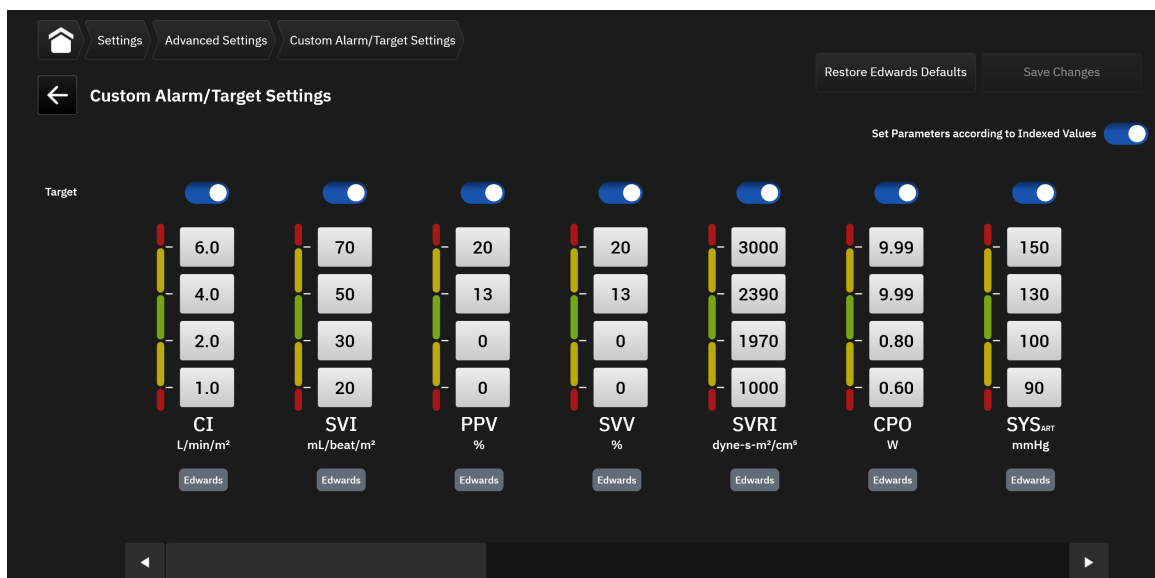 Settings
Advanced Settings
Custom Alarm/Target Settings
Restore Edwards Defaults
Save Changes
Custom Alarm/Target Settings
Set Parameters according to Indexed Values
Target
6.0 70 20 20 3000 9.99 150
4.0 50 13 13 2390 9.99 130
2.0 30 0 0 1970 0.80 100
1.0 20 0 0 1000 0.60 90
CI SVI PPV SVV SVRI CPO SYSART
L/min/m² mL/beat/m² % % dyne-s-m²/cm⁵ W mmHg
Edwards Edwards Edwards Edwards Edwards Edwards Edwards